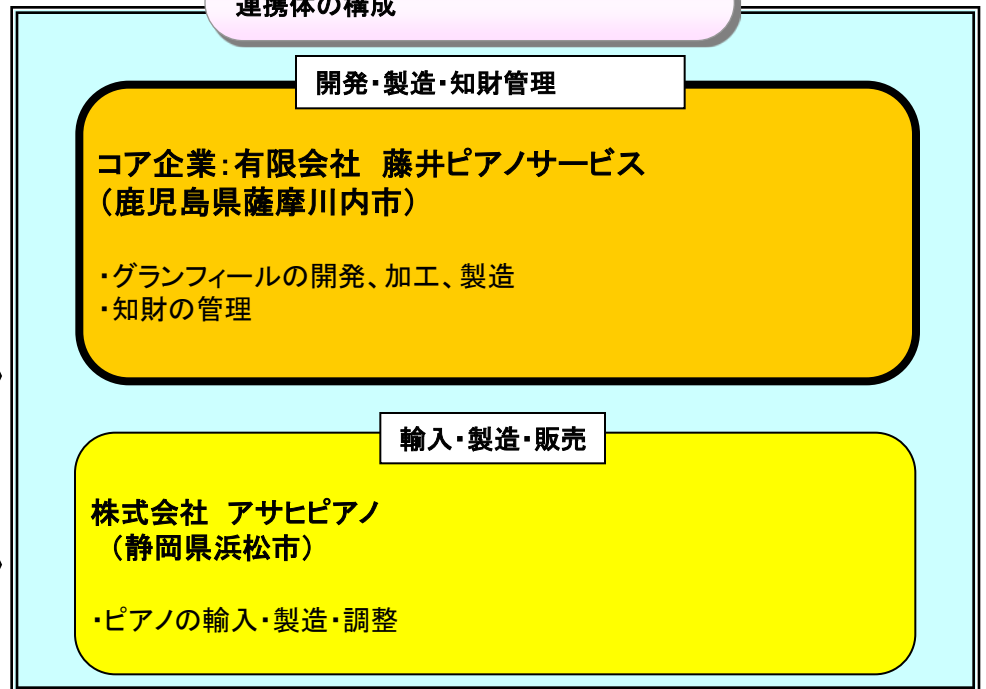 連携体の構成
開発・製造・知財管理
コア企業：有限会社　藤井ピアノサービス
（鹿児島県薩摩川内市）
・グランフィールの開発、加工、製造
・知財の管理
輸入・製造・販売
株式会社　アサヒピアノ
（静岡県浜松市）
・ピアノの輸入・製造・調整